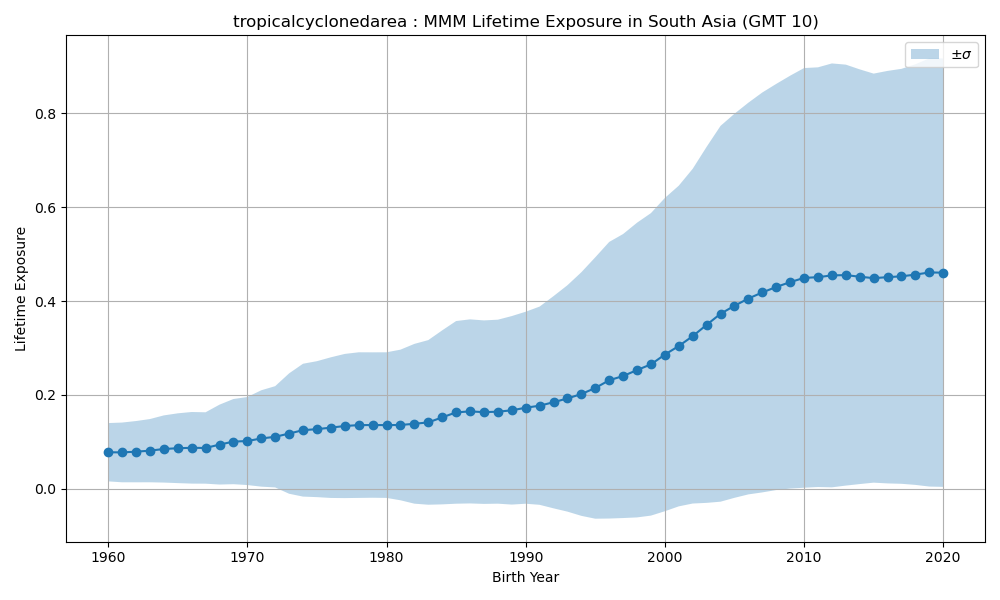 tropicalcyclonedarea : MMM Lifetime Exposure in South Asia (GMT 10)
±σ
Lifetime Exposure
0.8
0.6
0.4
0.2
0.0
1960 1970 1980 1990 2000 2010 2020
Birth Year